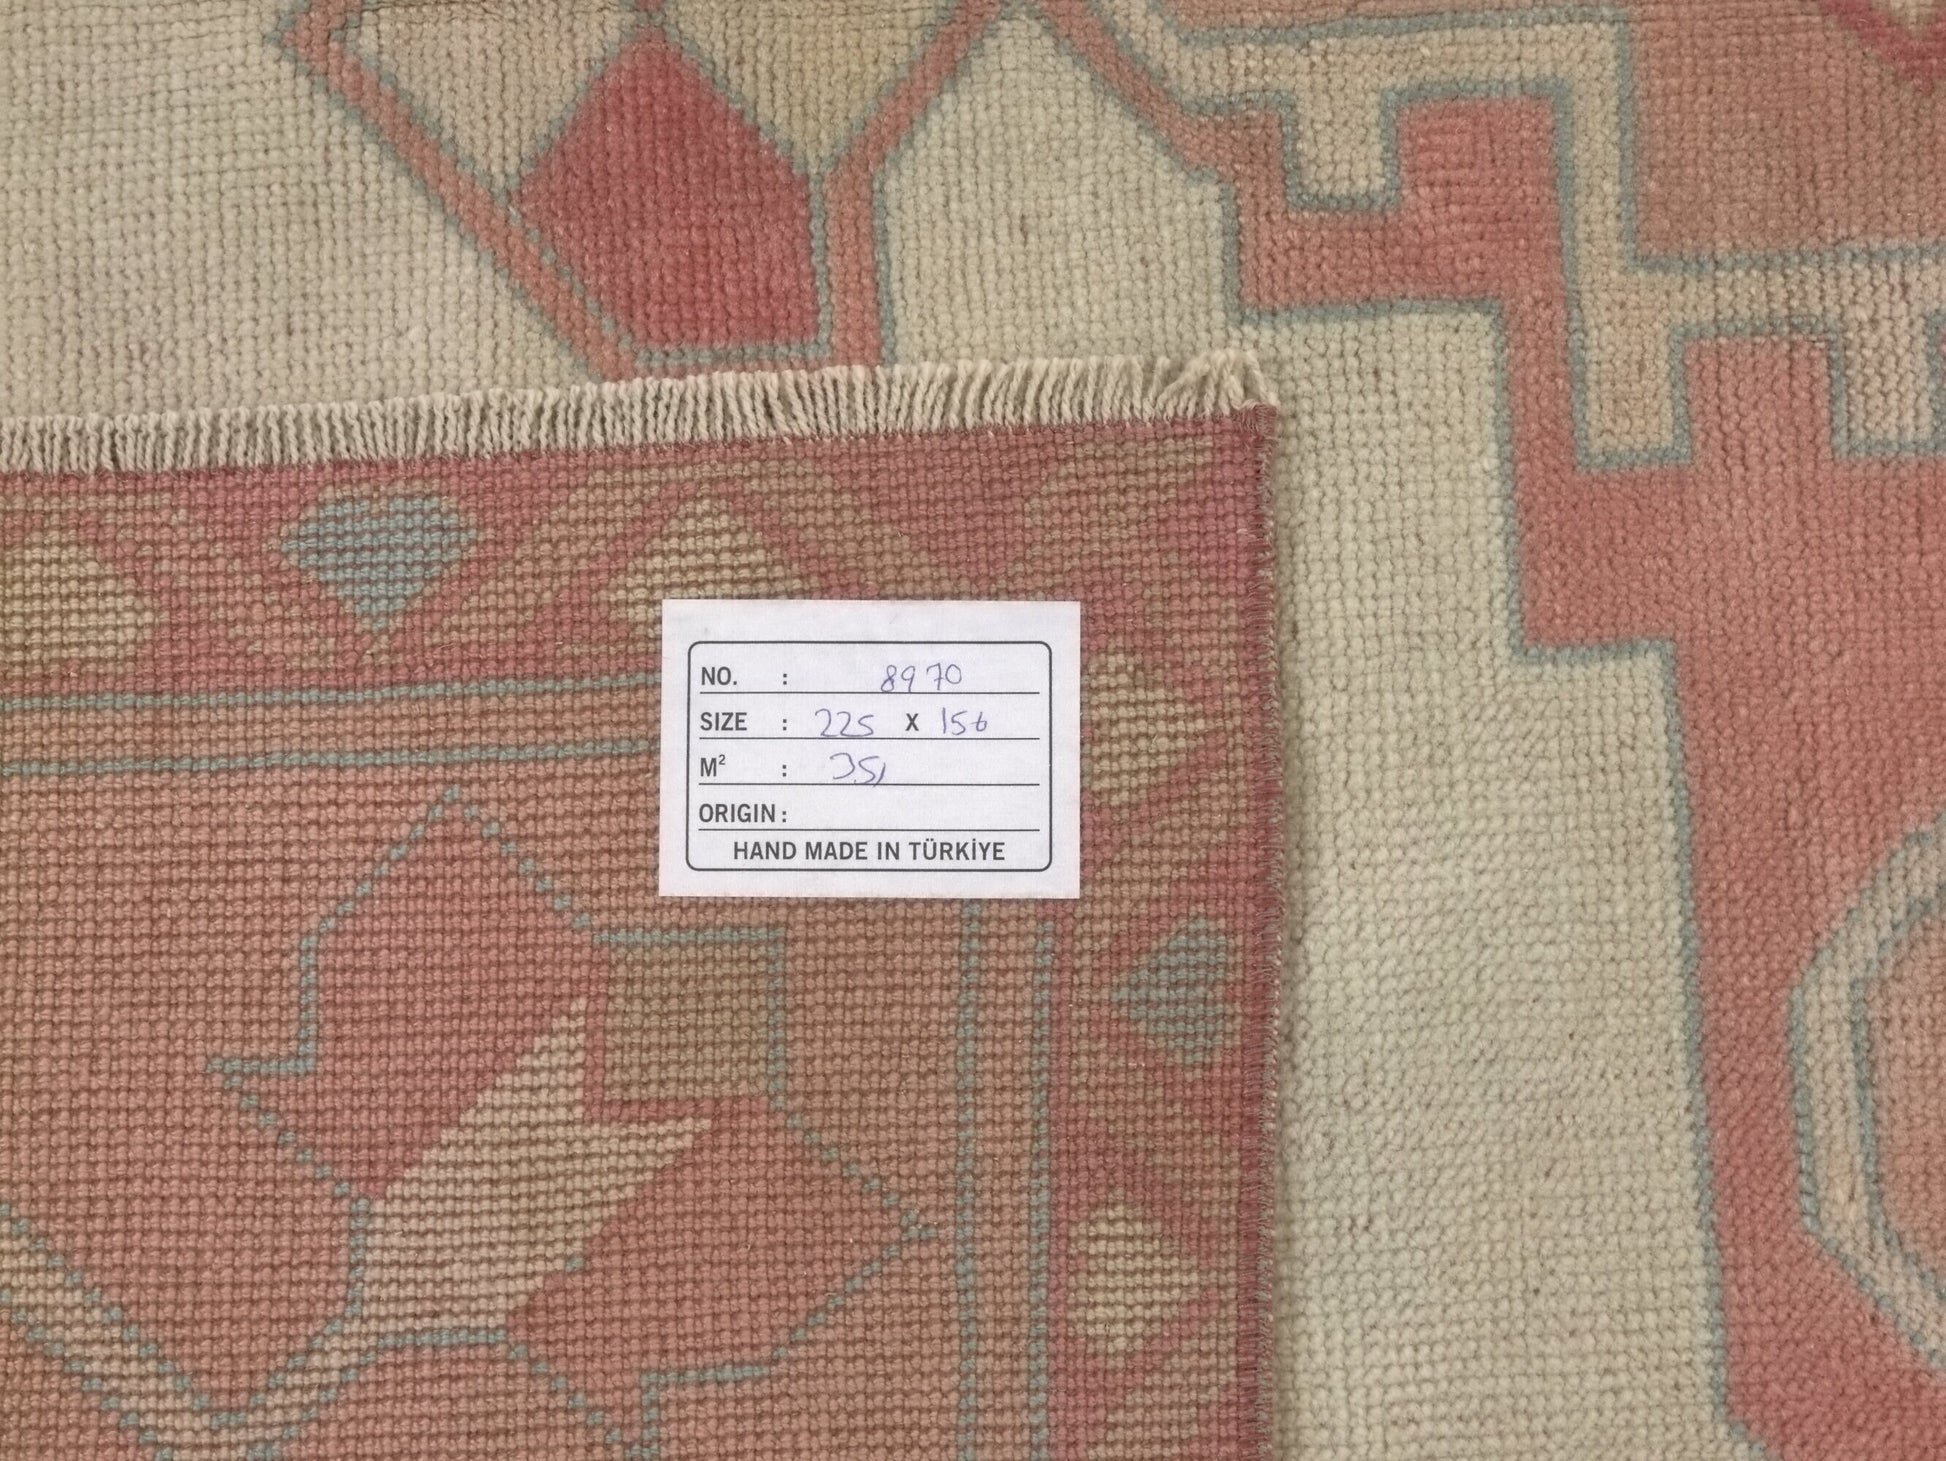 NO. : 8970
SIZE : 225 X 156
M² : 3.51
ORIGIN :
HAND MADE IN TÜRKİYE